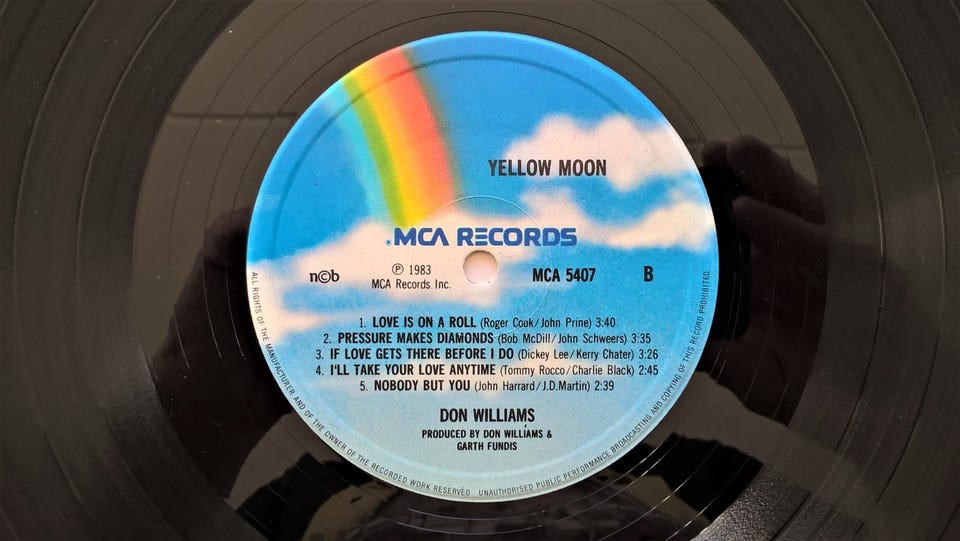 YELLOW MOON
.MCA RECORDS
n©b
℗ 1983
MCA Records Inc.
MCA 5407
B
1. LOVE IS ON A ROLL (Roger Cook/John Prine) 3:40
2. PRESSURE MAKES DIAMONDS (Bob McDill/John Schweers) 3:35
3. IF LOVE GETS THERE BEFORE I DO (Dickey Lee/Kerry Chater) 3:26
4. I'LL TAKE YOUR LOVE ANYTIME (Tommy Rocco/Charlie Black) 2:45
5. NOBODY BUT YOU (John Harrard/J.D.Martin) 2:39
DON WILLIAMS
PRODUCED BY DON WILLIAMS &
GARTH FUNDIS
ALL RIGHTS OF THE MANUFACTURER AND OF THE OWNER OF THE RECORDED WORK RESERVED . UNAUTHORISED PUBLIC PERFORMANCE BROADCASTING AND COPYING OF THIS RECORD PROHIBITED.